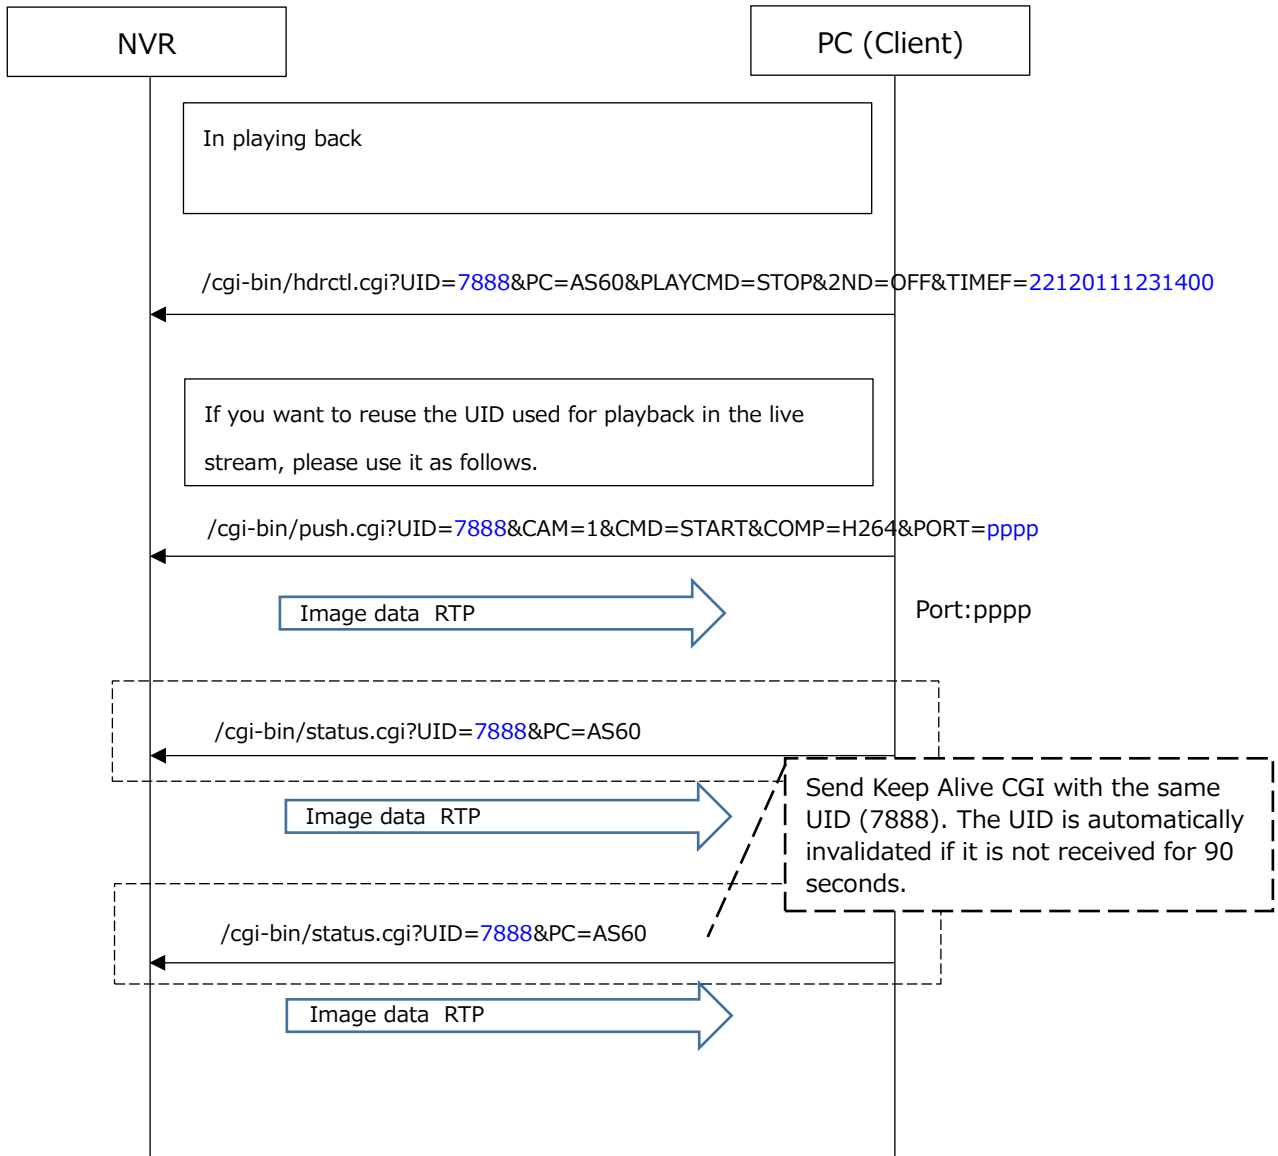 NVR
PC (Client)
In playing back
/cgi-bin/hdrctl.cgi?UID=7888&PC=AS60&PLAYCMD=STOP&2ND=OFF&TIMEF=22120111231400
If you want to reuse the UID used for playback in the live
stream, please use it as follows.
/cgi-bin/push.cgi?UID=7888&CAM=1&CMD=START&COMP=H264&PORT=pppp
Image data  RTP
Port:pppp
/cgi-bin/status.cgi?UID=7888&PC=AS60
Send Keep Alive CGI with the same
UID (7888). The UID is automatically
invalidated if it is not received for 90
seconds.
Image data  RTP
/cgi-bin/status.cgi?UID=7888&PC=AS60
Image data  RTP